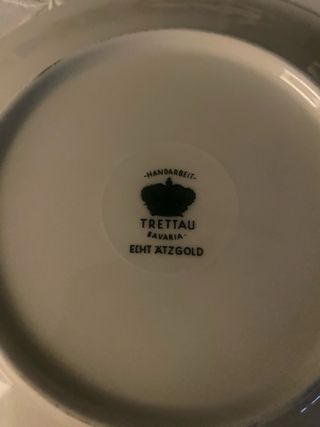 -HANDARBEIT-
TRETTAU
BAVARIA-
ECHT ÄTZGOLD